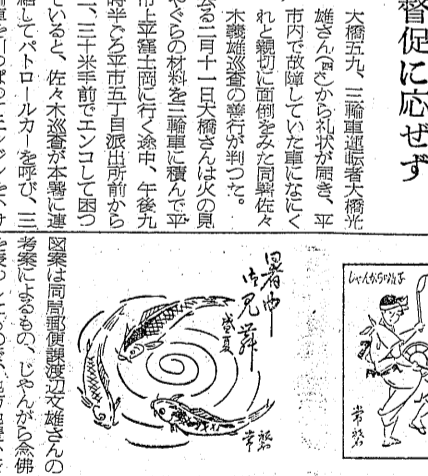 督促に応せず
大橋五九、三輪車運転者大橋光
雄さんから礼状が届き、平
市内で故障していた車になにく
れと親切に面倒をみた同署佐々
木義雄巡査の善行が判つた。
去る二月十一日大橋さんは火の見
やぐらの材料を三輪車に積んで平
市上平窪土岡に行く途中、午後九
時半ごろ平市五丁目派出所前から
二、三十米手前でエンコして困つ
ていると、佐々木巡査が本署に連
絡してパトロールカーを呼び、三
暑中
御見舞
盛夏
常磐
じゃんがら
常磐
図案は同局郵便課渡辺文雄さんの
考案によるもの、じゃんがら念佛